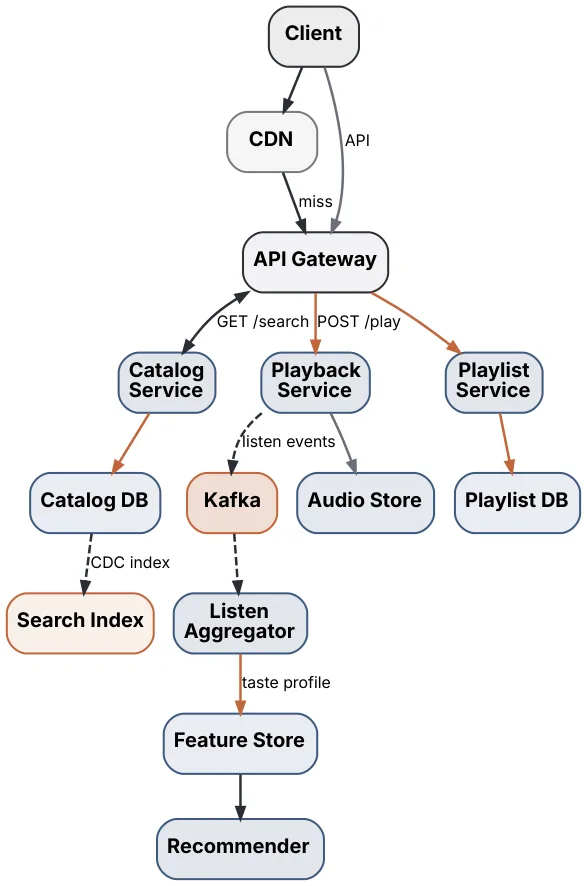 Client
CDN
API
miss
API Gateway
GET /search
POST /play
Catalog
Service
Playback
Service
Playlist
Service
listen events
Catalog DB
Kafka
Audio Store
Playlist DB
CDC index
Search Index
Listen
Aggregator
taste profile
Feature Store
Recommender